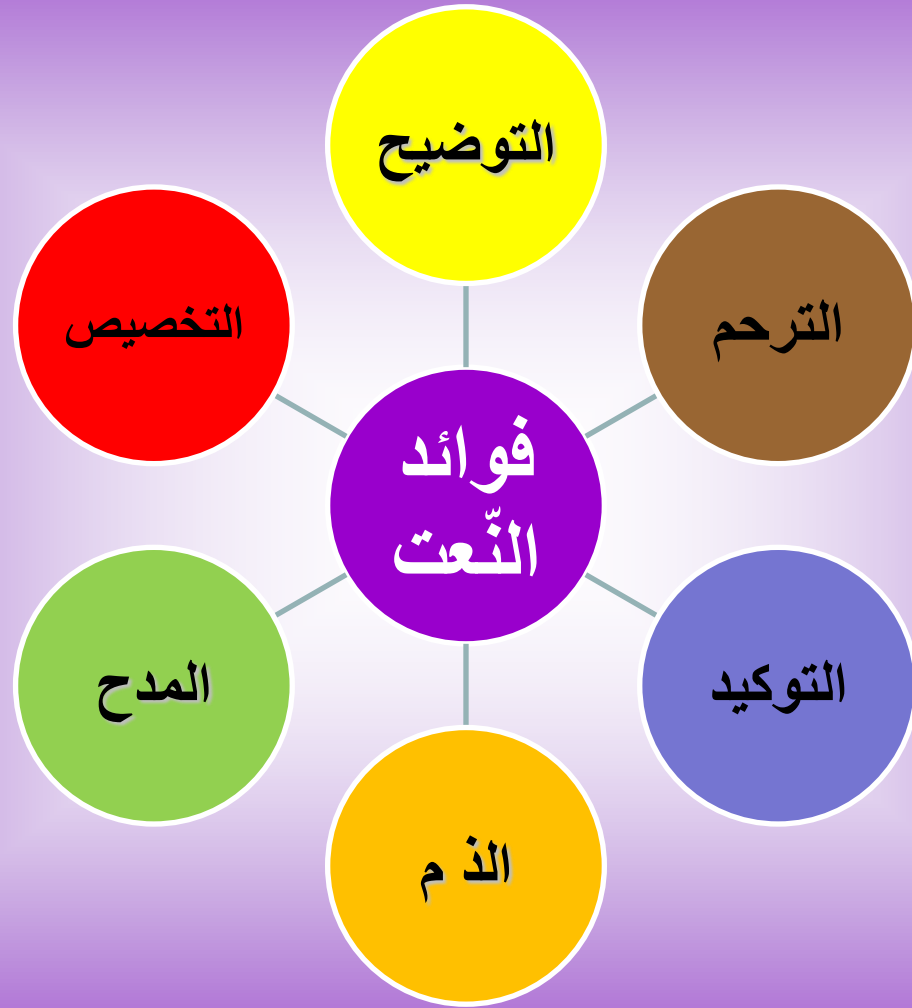 فوائد
النّعت
التوضيح
الترحم
التوكيد
الذ م
المدح
التخصيص